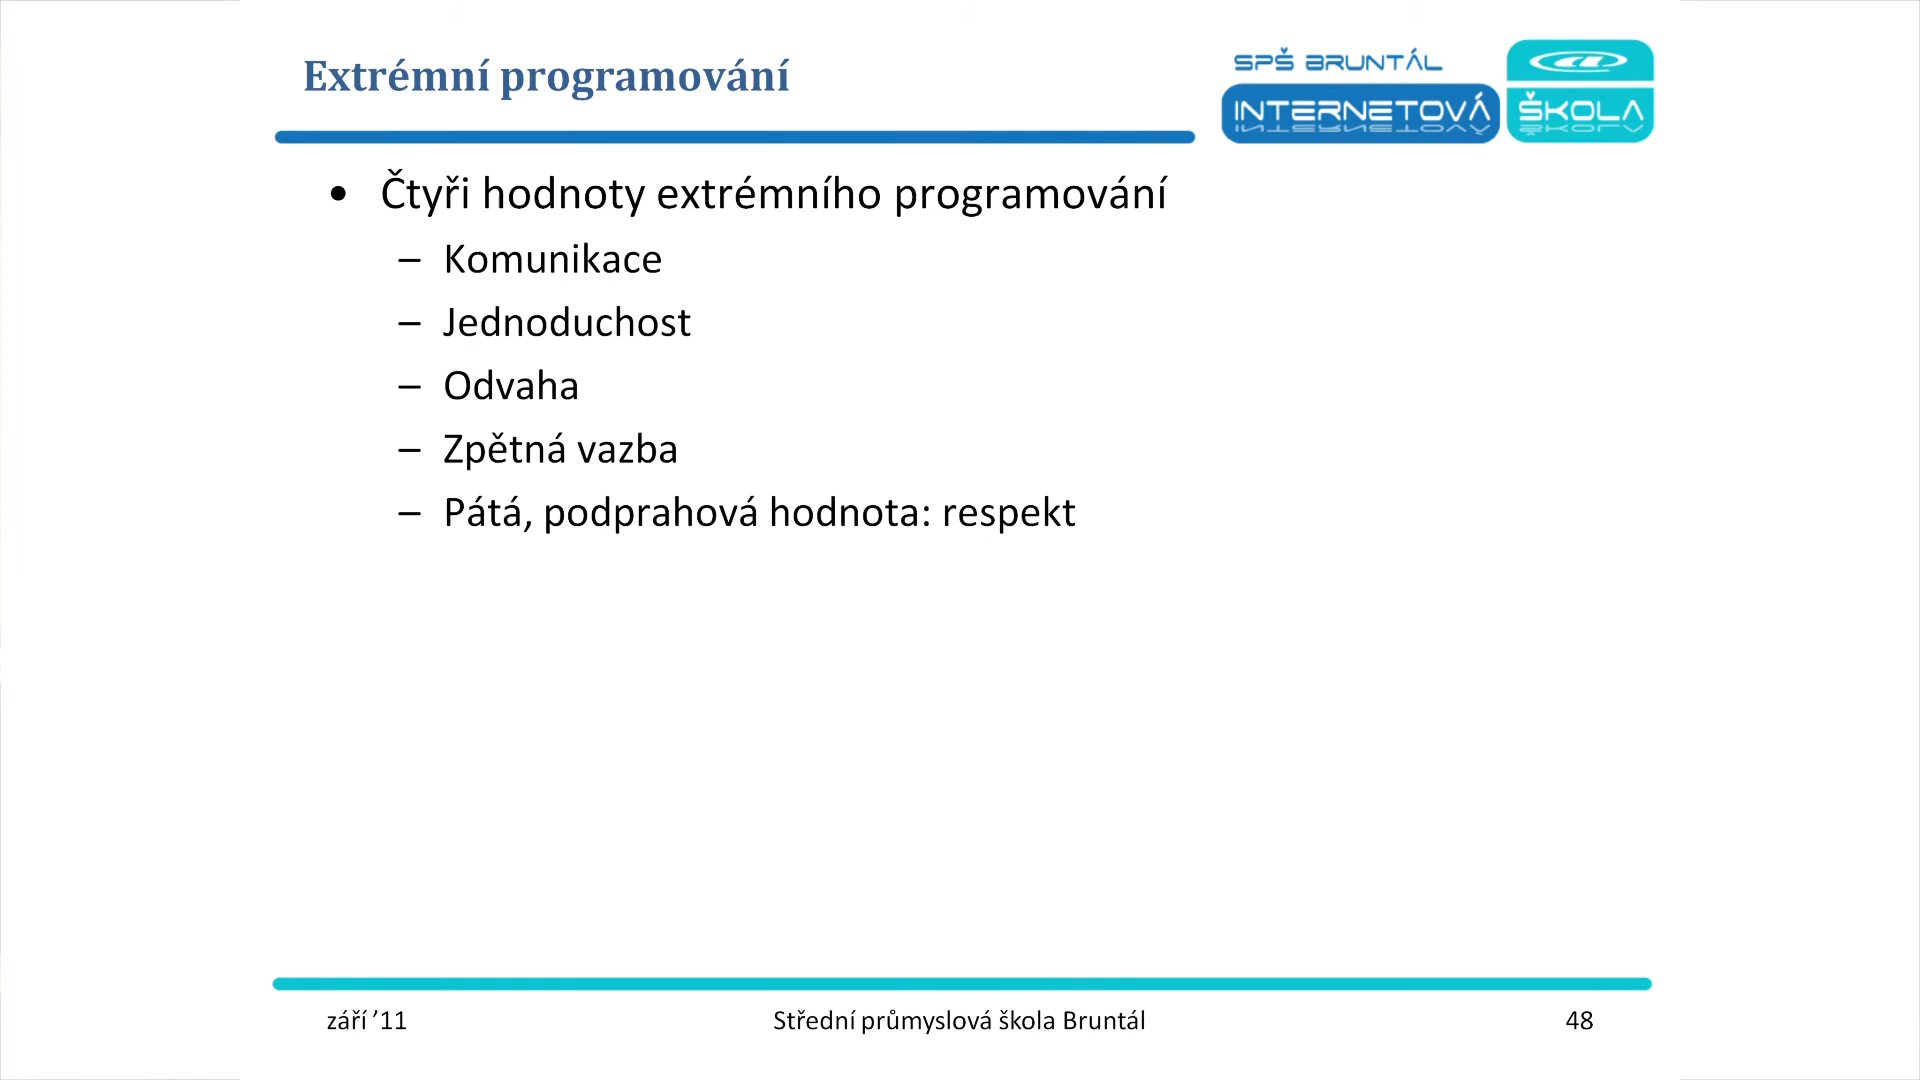 Extrémní programování
SPŠ BRUNTÁL
INTERNETOVÁ ŠKOLA
• Čtyři hodnoty extrémního programování
– Komunikace
– Jednoduchost
– Odvaha
– Zpětná vazba
– Pátá, podprahová hodnota: respekt
září ’11 Střední průmyslová škola Bruntál 48